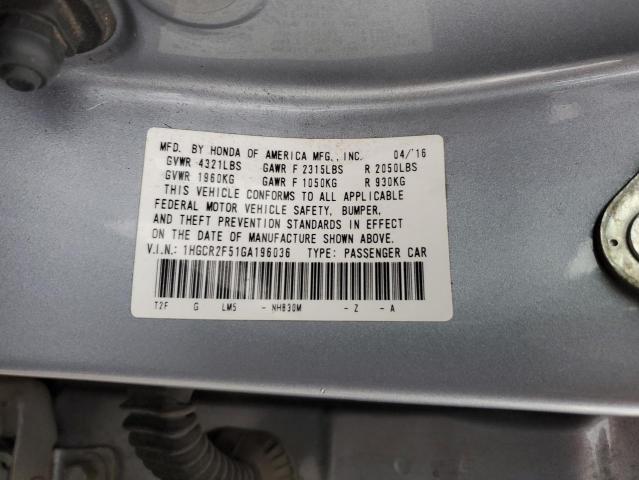 MFD. BY HONDA OF AMERICA MFG., INC. 04/'16
GVWR 4321LBS GAWR F 2315LBS R 2050LBS
GVWR 1960KG GAWR F 1050KG R 930KG
THIS VEHICLE CONFORMS TO ALL APPLICABLE
FEDERAL MOTOR VEHICLE SAFETY, BUMPER,
AND THEFT PREVENTION STANDARDS IN EFFECT
ON THE DATE OF MANUFACTURE SHOWN ABOVE.
V.I.N.: 1HGCR2F51GA196036 TYPE: PASSENGER CAR
T2F G LM5 - NH830M - Z - A